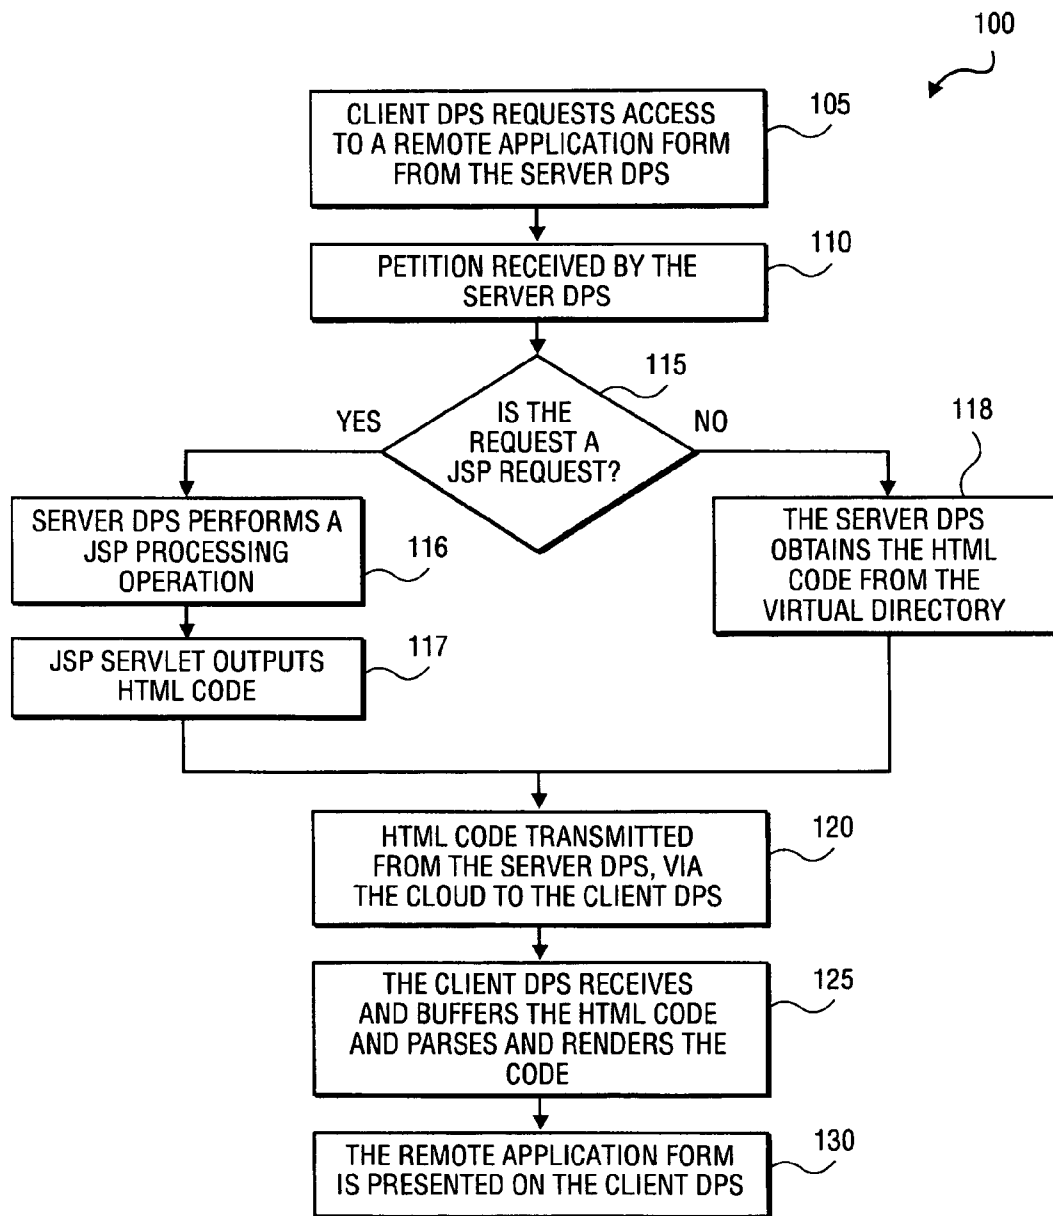 100
CLIENT DPS REQUESTS ACCESS
TO A REMOTE APPLICATION FORM
FROM THE SERVER DPS
105
PETITION RECEIVED BY THE
SERVER DPS
110
115
IS THE
REQUEST A
JSP REQUEST?
YES
NO
118
SERVER DPS PERFORMS A
JSP PROCESSING
OPERATION
116
THE SERVER DPS
OBTAINS THE HTML
CODE FROM THE
VIRTUAL DIRECTORY
JSP SERVLET OUTPUTS
HTML CODE
117
HTML CODE TRANSMITTED
FROM THE SERVER DPS, VIA
THE CLOUD TO THE CLIENT DPS
120
THE CLIENT DPS RECEIVES
AND BUFFERS THE HTML CODE
AND PARSES AND RENDERS THE
CODE
125
THE REMOTE APPLICATION FORM
IS PRESENTED ON THE CLIENT DPS
130